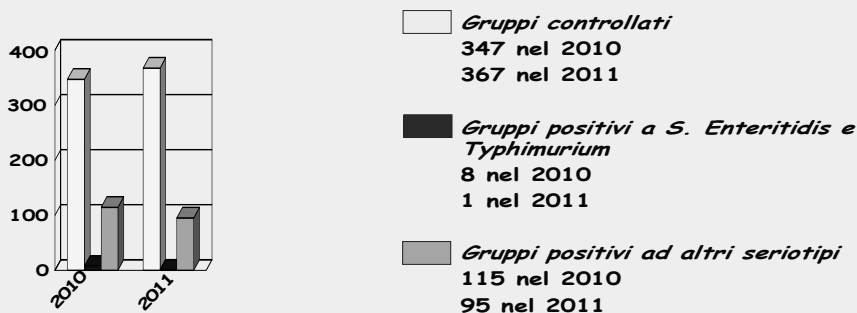 400
300
200
100
0
2010
2011
Gruppi controllati
347 nel 2010
367 nel 2011
Gruppi positivi a S. Enteritidis e
Typhimurium
8 nel 2010
1 nel 2011
Gruppi positivi ad altri seriotipi
115 nel 2010
95 nel 2011